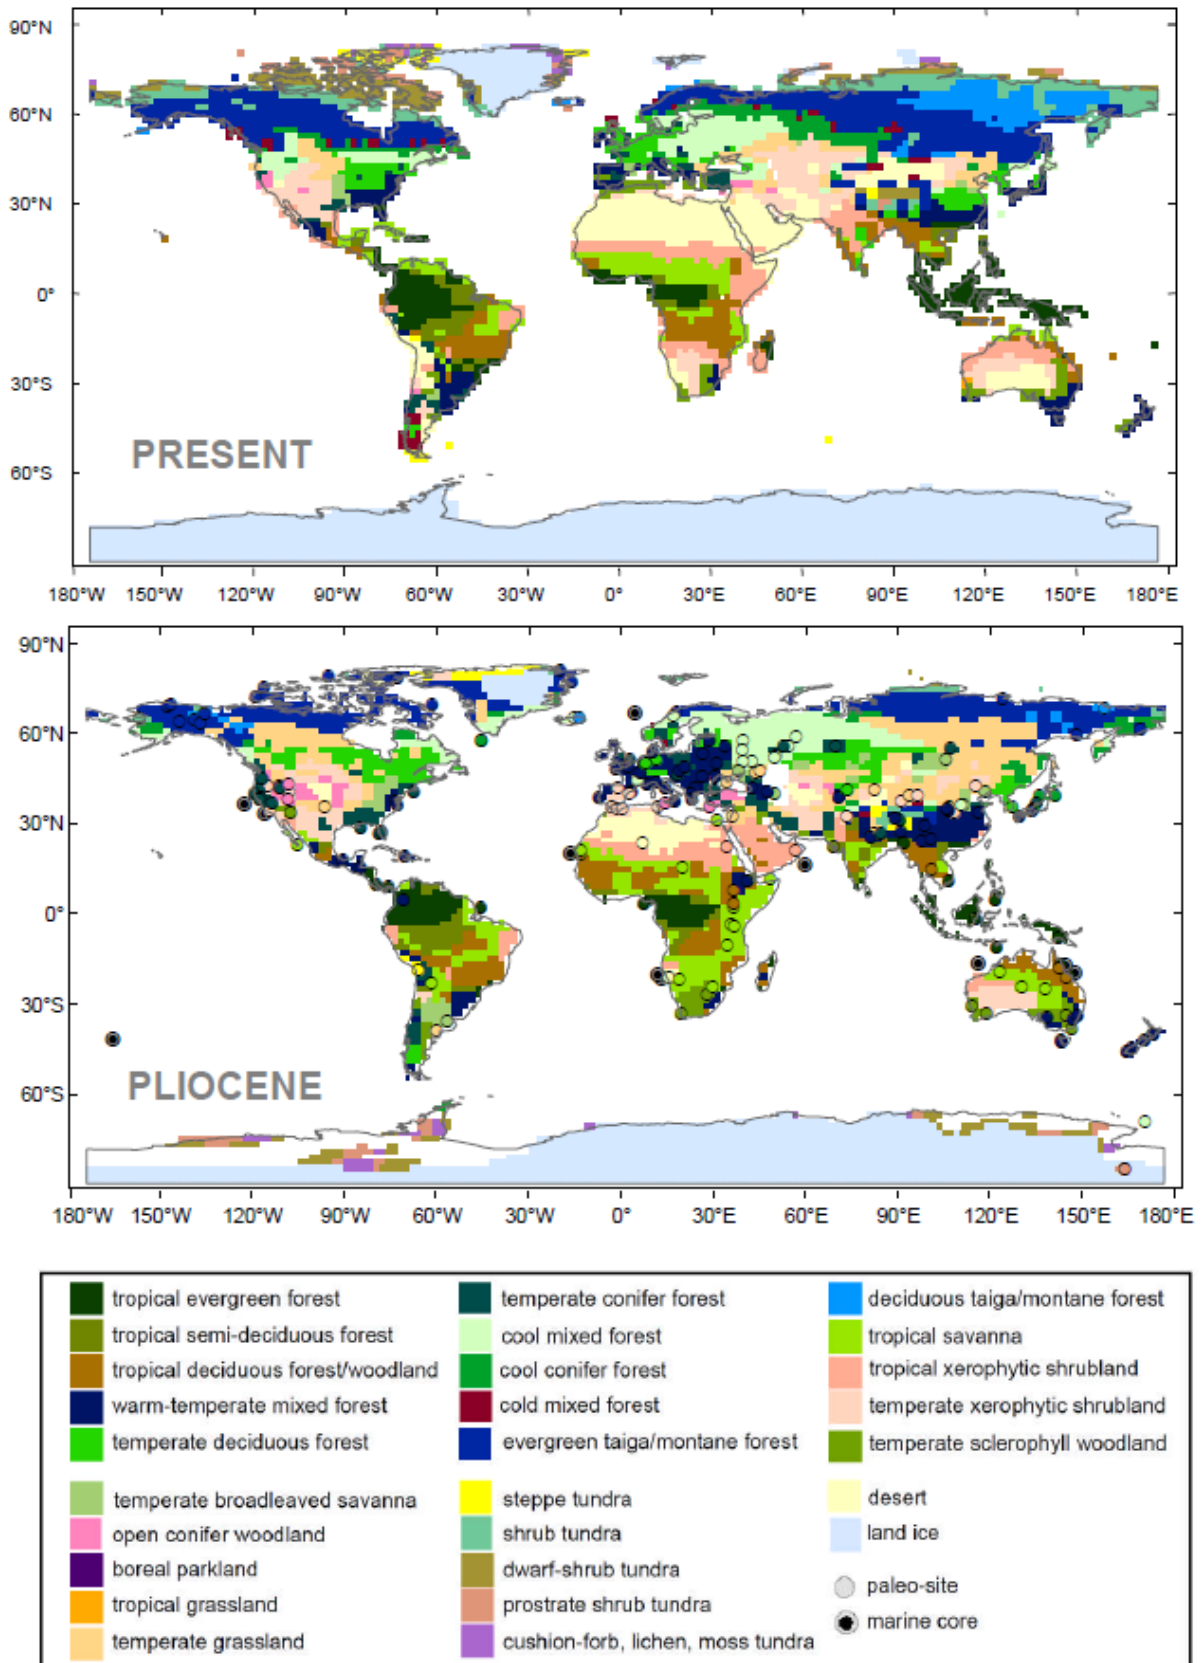 90°N
60°N
30°N
0°
30°S
60°S
PRESENT
180°W 150°W 120°W 90°W 60°W 30°W 0° 30°E 60°E 90°E 120°E 150°E 180°E
90°N
60°N
30°N
0°
30°S
60°S
PLIOCENE
180°W 150°W 120°W 90°W 60°W 30°W 0° 30°E 60°E 90°E 120°E 150°E 180°E
tropical evergreen forest
tropical semi-deciduous forest
tropical deciduous forest/woodland
warm-temperate mixed forest
temperate deciduous forest
temperate broadleaved savanna
open conifer woodland
boreal parkland
tropical grassland
temperate grassland
temperate conifer forest
cool mixed forest
cool conifer forest
cold mixed forest
evergreen taiga/montane forest
steppe tundra
shrub tundra
dwarf-shrub tundra
prostrate shrub tundra
cushion-forb, lichen, moss tundra
deciduous taiga/montane forest
tropical savanna
tropical xerophytic shrubland
temperate xerophytic shrubland
temperate sclerophyll woodland
desert
land ice
paleo-site
marine core